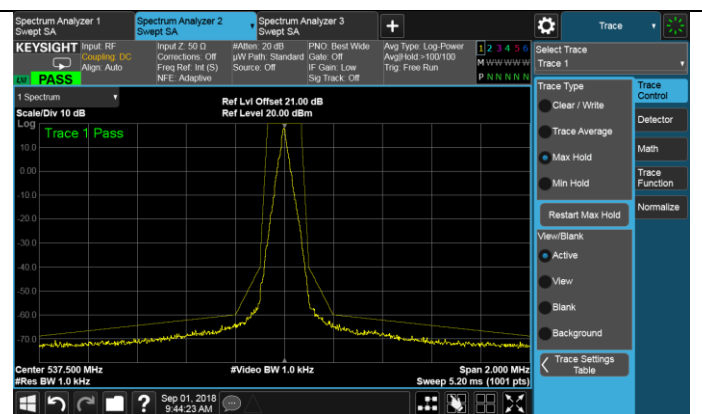 Spectrum Analyzer 1
Swept SA
Spectrum Analyzer 2
Swept SA
Spectrum Analyzer 3
Swept SA
Trace
KEYSIGHT
PASS
Input: RF
Coupling: DC
Align: Auto
Input Z: 50 Ω
Corrections: Off
Freq Ref: Int (S)
NFE: Adaptive
#Atten: 20 dB
µW Path: Standard
Source: Off
PNO: Best Wide
Gate: Off
IF Gain: Low
Sig Track: Off
Avg Type: Log-Power
Avg|Hold:>100/100
Trig: Free Run
1 2 3 4 5 6
M W W W W W
P N N N N N
Select Trace
Trace 1
1 Spectrum
Scale/Div 10 dB
Ref Lvl Offset 21.00 dB
Ref Level 20.00 dBm
Log
Trace 1 Pass
10.0
0.00
-10.0
-20.0
-30.0
-40.0
-50.0
-60.0
-70.0
Center 537.500 MHz
#Res BW 1.0 kHz
#Video BW 1.0 kHz
Span 2.000 MHz
Sweep 5.20 ms (1001 pts)
Trace Type
Clear / Write
Trace Average
Max Hold
Min Hold
Restart Max Hold
View/Blank
Active
View
Blank
Background
Trace Settings
Table
Trace
Control
Detector
Math
Trace
Function
Normalize
?
Sep 01, 2018
9:44:23 AM